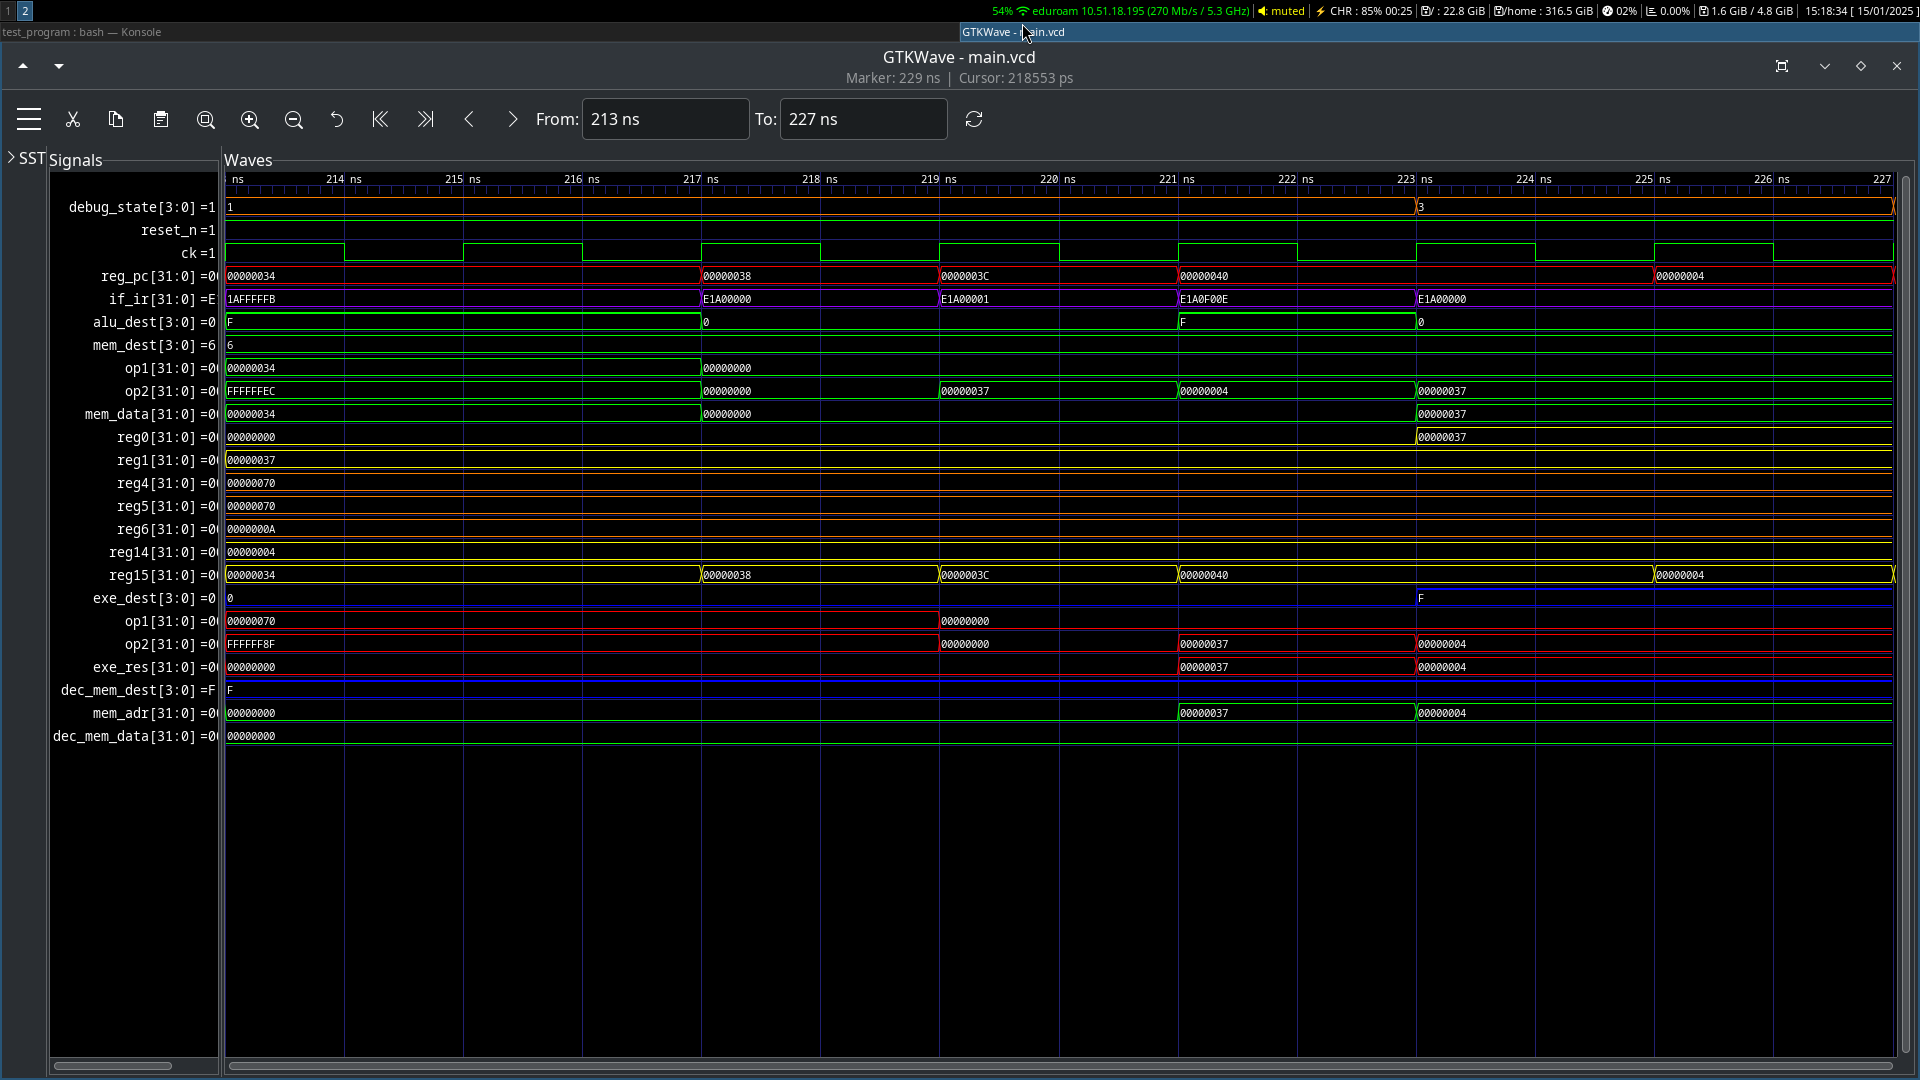 1 2 54% eduroam 10.51.18.195 (270 Mb/s / 5.3 GHz) muted CHR : 85% 00:25 / : 22.8 GiB /home : 316.5 GiB 02% 0.00% 1.6 GiB / 4.8 GiB 15:18:34 [ 15/01/2025 ]
test_program : bash — Konsole GTKWave - main.vcd
GTKWave - main.vcd
Marker: 229 ns | Cursor: 218553 ps
From: 213 ns To: 227 ns
SST Signals Waves
ns 214 ns 215 ns 216 ns 217 ns 218 ns 219 ns 220 ns 221 ns 222 ns 223 ns 224 ns 225 ns 226 ns 227
debug_state[3:0] =1 1 3
reset_n =1
ck =1
reg_pc[31:0] =0 00000034 00000038 0000003C 00000040 00000004
if_ir[31:0] =E 1AFFFFFB E1A00000 E1A00001 E1A0F00E E1A00000
alu_dest[3:0] =0 F 0 F 0
mem_dest[3:0] =6 6
op1[31:0] =0 00000034 00000000
op2[31:0] =0 FFFFFFEC 00000000 00000037 00000004 00000037
mem_data[31:0] =0 00000034 00000000 00000037
reg0[31:0] =0 00000000 00000037
reg1[31:0] =0 00000037
reg4[31:0] =0 00000070
reg5[31:0] =0 00000070
reg6[31:0] =0 0000000A
reg14[31:0] =0 00000004
reg15[31:0] =0 00000034 00000038 0000003C 00000040 00000004
exe_dest[3:0] =0 0 F
op1[31:0] =0 00000070 00000000
op2[31:0] =0 FFFFFF8F 00000000 00000037 00000004
exe_res[31:0] =0 00000000 00000037 00000004
dec_mem_dest[3:0] =F F
mem_adr[31:0] =0 00000000 00000037 00000004
dec_mem_data[31:0] =0 00000000